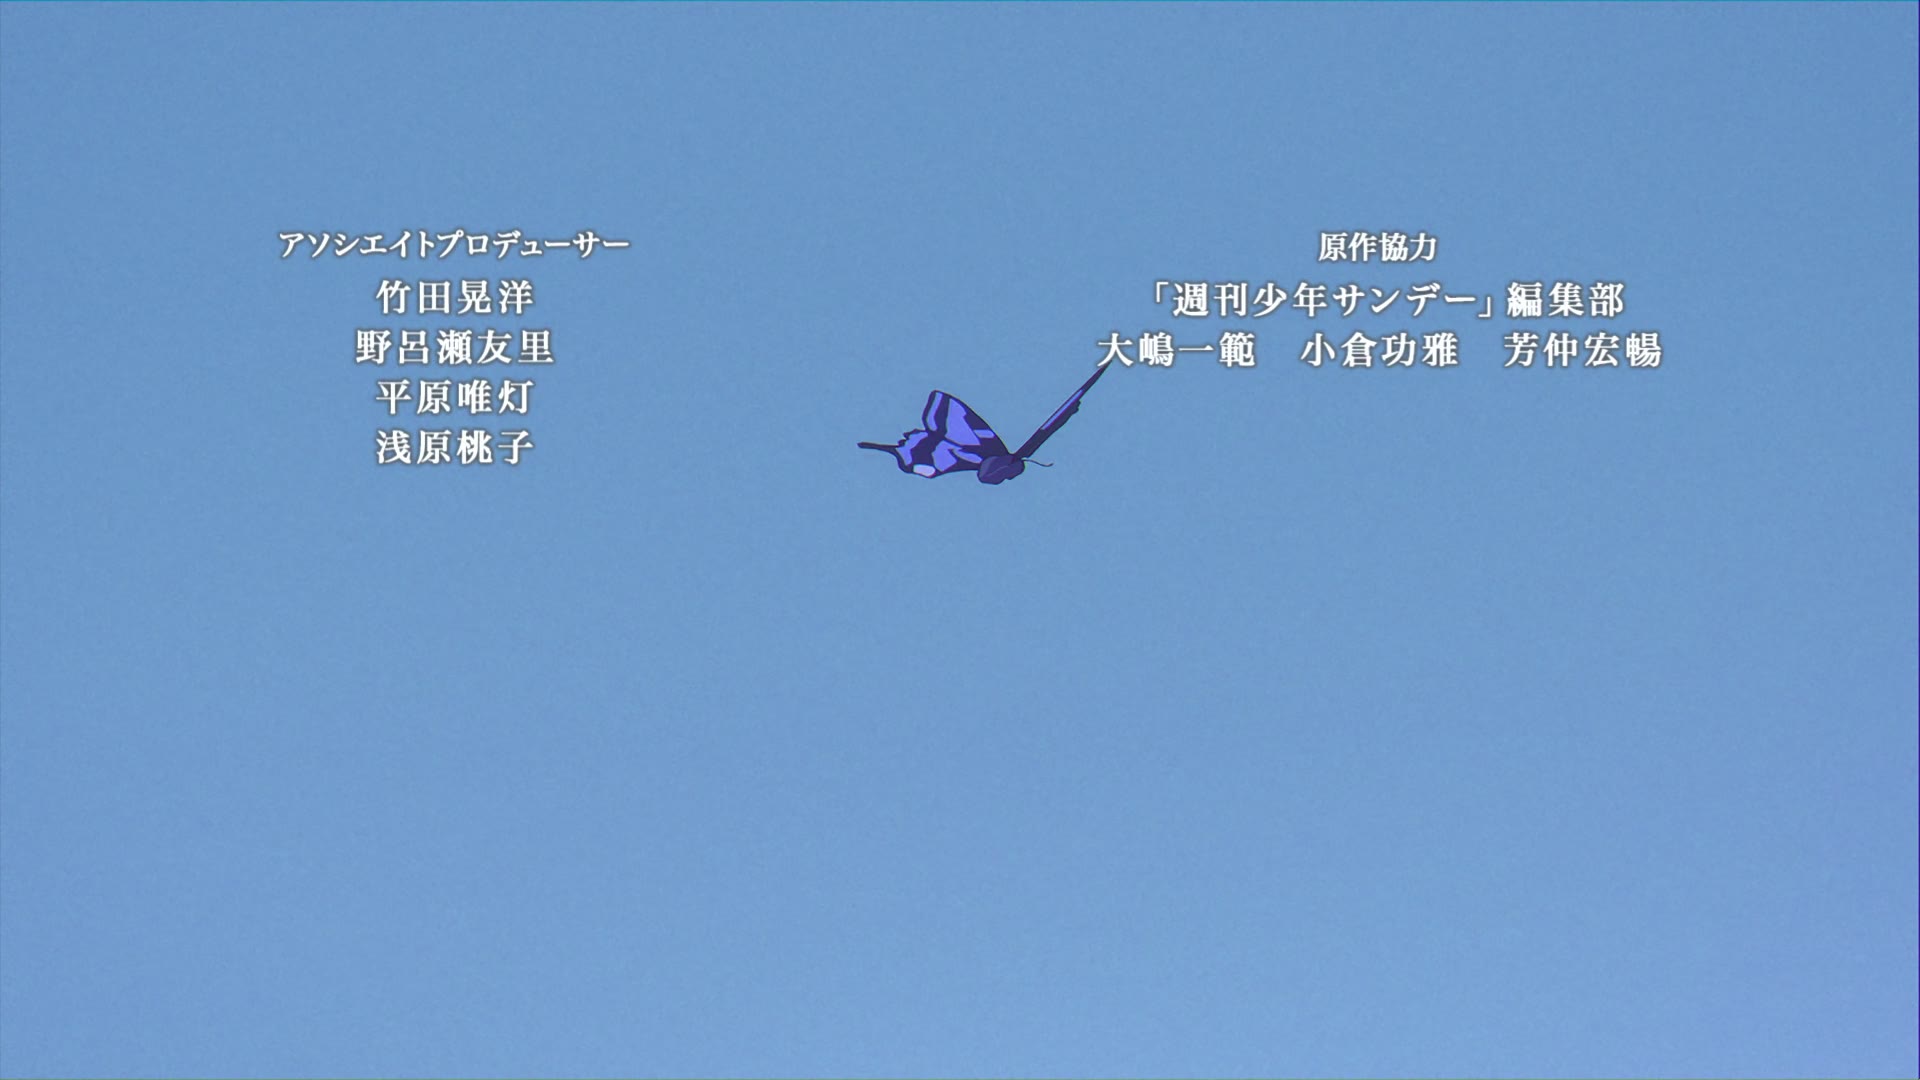 アソシエイトプロデューサー
竹田晃洋
野呂瀬友里
平原唯灯
浅原桃子
原作協力
「週刊少年サンデー」編集部
大嶋一範　小倉功雅　芳仲宏暢